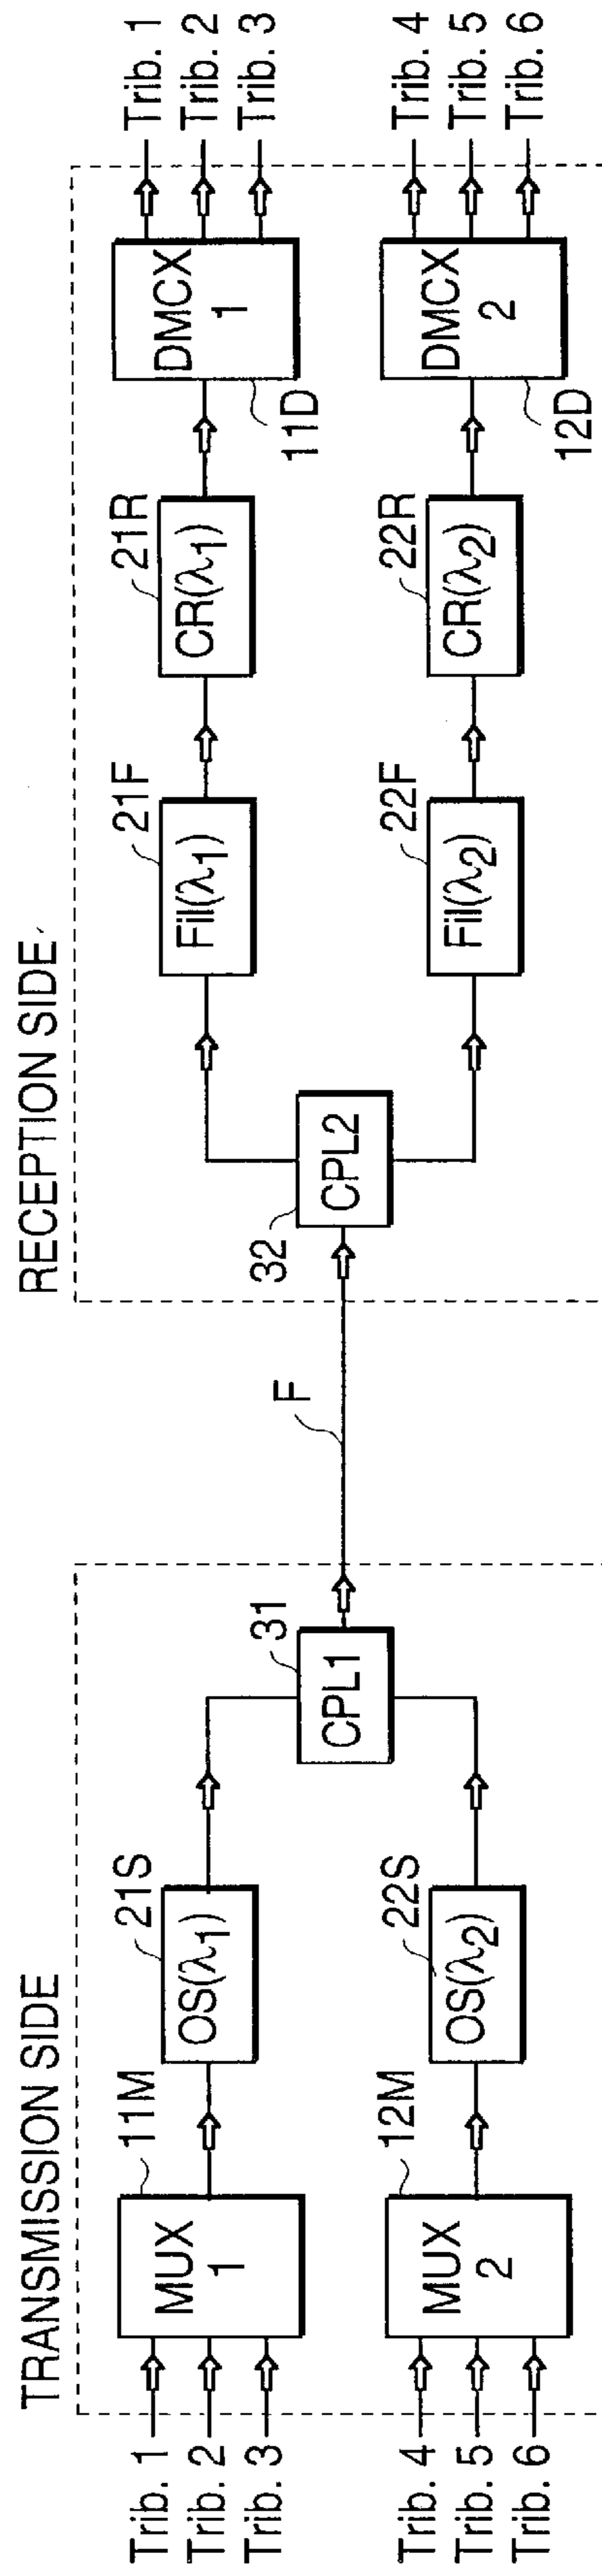 TRANSMISSION SIDE
Trib. 1
Trib. 2
Trib. 3
MUX
1
11M
OS(λ1)
21S
Trib. 4
Trib. 5
Trib. 6
MUX
2
12M
OS(λ2)
22S
CPL1
31
F
RECEPTION SIDE
CPL2
32
Fil(λ1)
21F
CR(λ1)
21R
DMCX
1
11D
Trib. 1
Trib. 2
Trib. 3
Fil(λ2)
22F
CR(λ2)
22R
DMCX
2
12D
Trib. 4
Trib. 5
Trib. 6